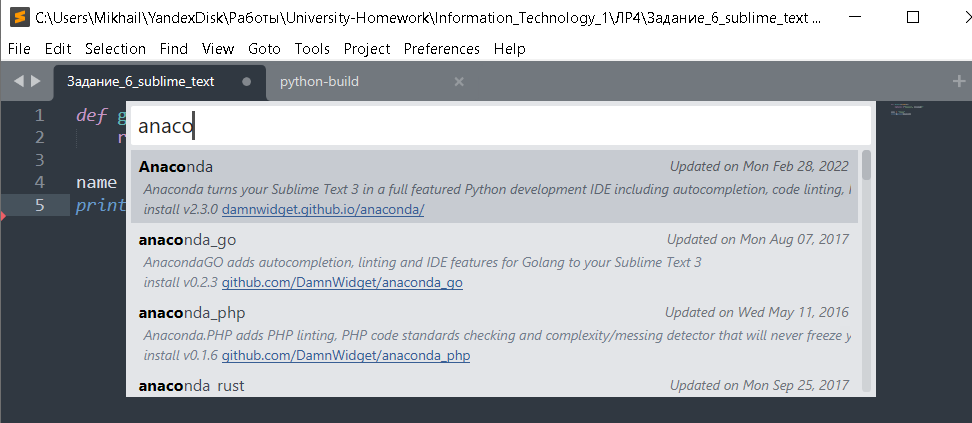 C:\Users\Mikhail\YandexDisk\Работы\University-Homework\Information_Technology_1\ЛР4\Задание_6_sublime_text ...
File Edit Selection Find View Goto Tools Project Preferences Help
Задание_6_sublime_text python-build
anaco
1 def g
2
3
4 name
5 print
Anaconda Updated on Mon Feb 28, 2022
Anaconda turns your Sublime Text 3 in a full featured Python development IDE including autocompletion, code linting,
install v2.3.0 damnwidget.github.io/anaconda/
anaconda_go Updated on Mon Aug 07, 2017
AnacondaGO adds autocompletion, linting and IDE features for Golang to your Sublime Text 3
install v0.2.3 github.com/DamnWidget/anaconda_go
anaconda_php Updated on Wed May 11, 2016
Anaconda.PHP adds PHP linting, PHP code standards checking and complexity/messing detector that will never freeze y
install v0.1.6 github.com/DamnWidget/anaconda_php
anaconda_rust Updated on Mon Sep 25, 2017